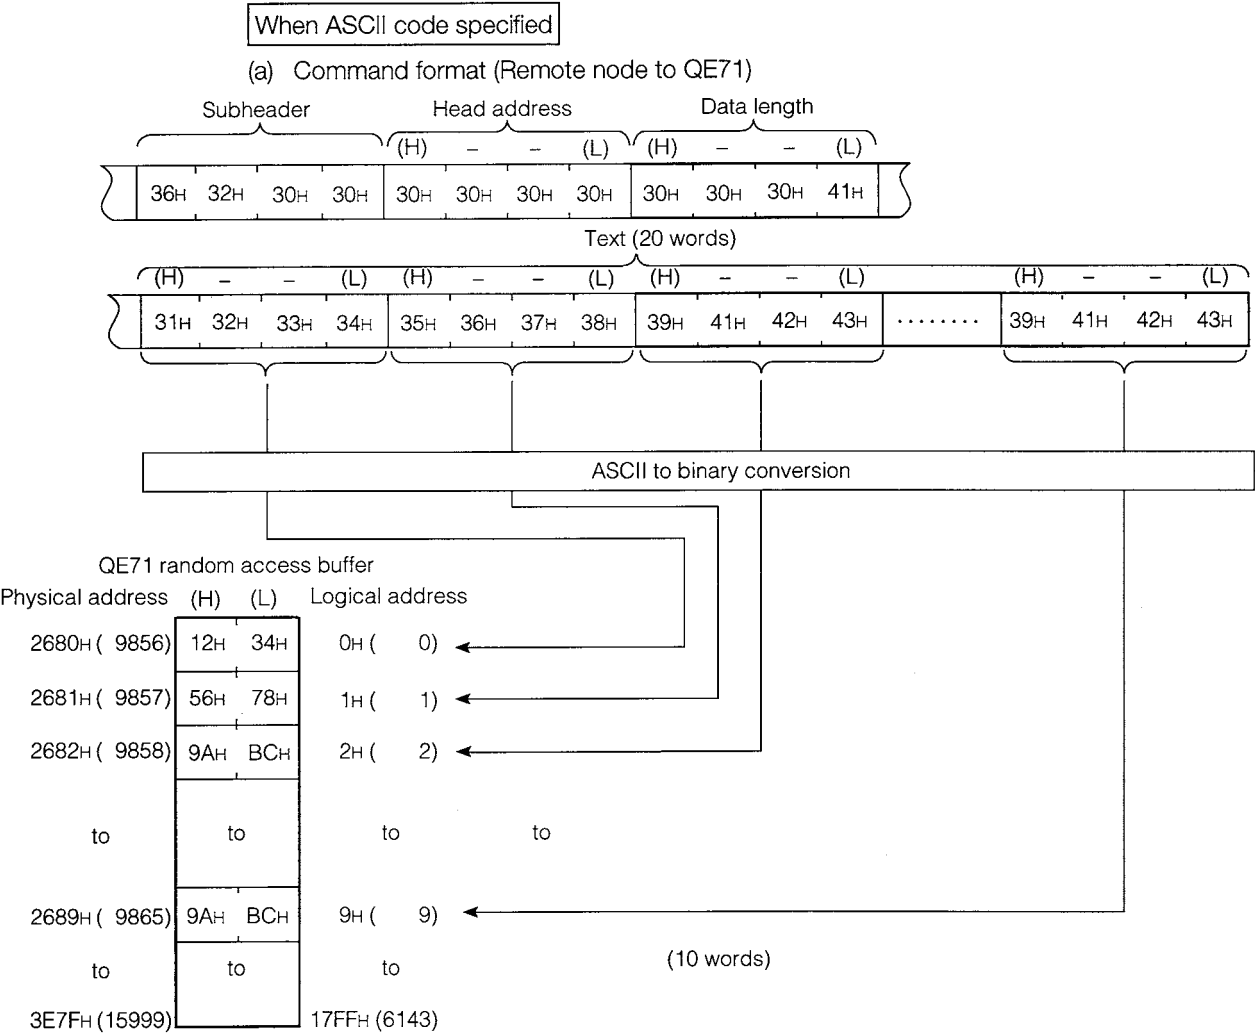 When ASCII code specified
(a) Command format (Remote node to QE71)
Subheader Head address Data length
(H) – – (L) (H) – – (L)
36H 32H 30H 30H 30H 30H 30H 30H 30H 30H 30H 41H
Text (20 words)
(H) – – (L) (H) – – (L) (H) – – (L) (H) – – (L)
31H 32H 33H 34H 35H 36H 37H 38H 39H 41H 42H 43H ········ 39H 41H 42H 43H
ASCII to binary conversion
QE71 random access buffer
Physical address (H) (L) Logical address
2680H ( 9856) 12H 34H 0H ( 0)
2681H ( 9857) 56H 78H 1H ( 1)
2682H ( 9858) 9AH BCH 2H ( 2)
to to to to
2689H ( 9865) 9AH BCH 9H ( 9)
(10 words)
to to to
3E7FH (15999) 17FFH (6143)